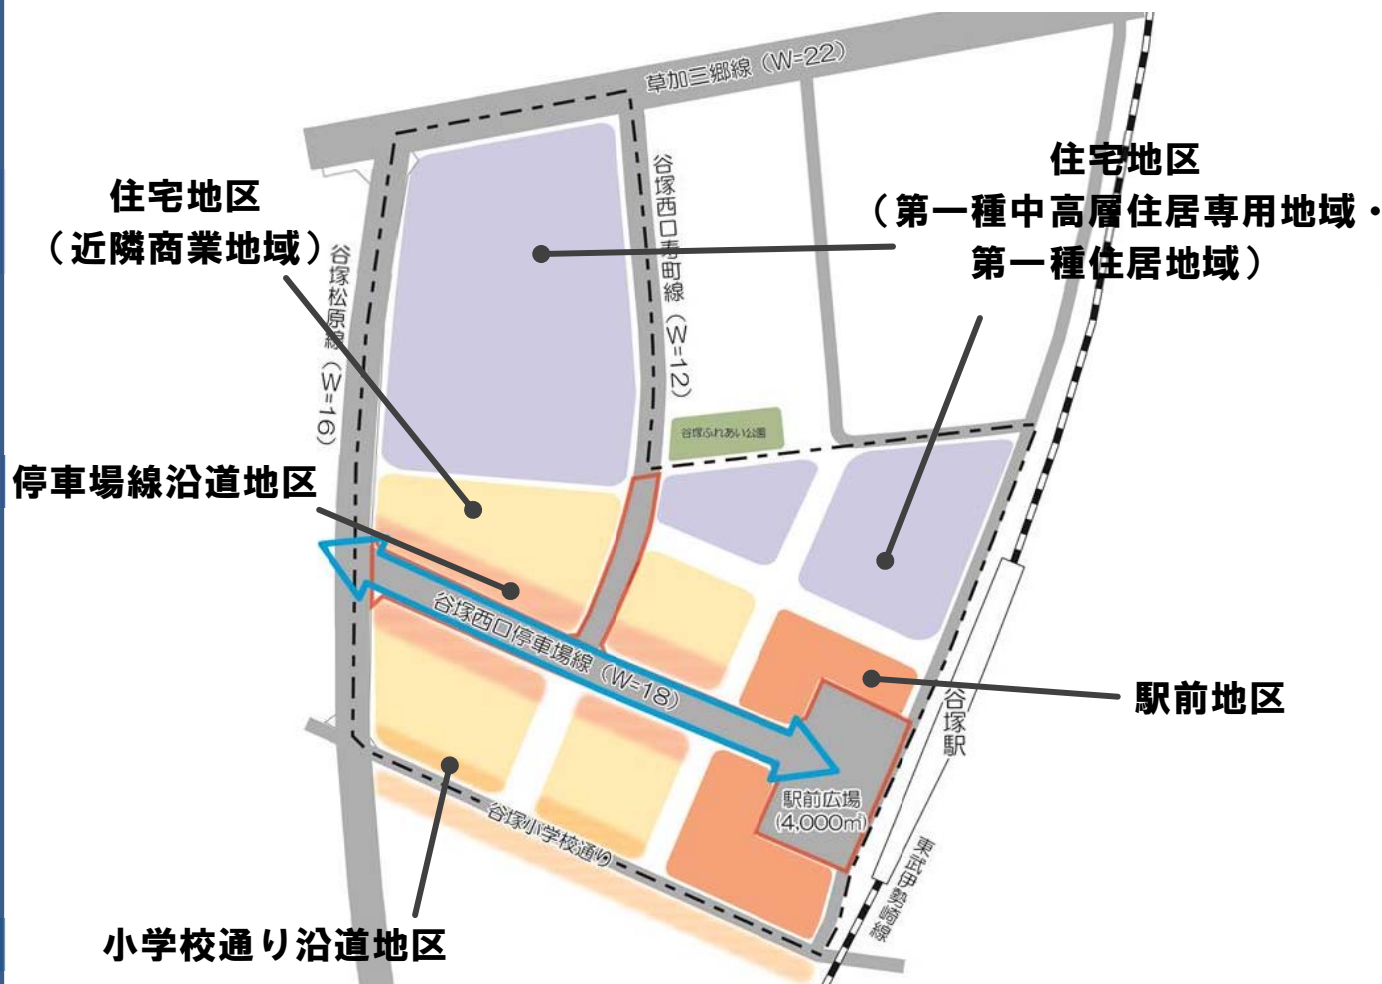 草加三郷線（W=22）
住宅地区
（第一種中高層住居専用地域・
第一種住居地域）
住宅地区
（近隣商業地域）
谷塚西口寿町線（W=12）
谷塚松原線（W=16）
谷塚ふれあい公園
停車場線沿道地区
谷塚西口停車場線（W=18）
駅前地区
谷塚駅
駅前広場
(4,000㎡)
谷塚小学校通り
東武伊勢崎線
小学校通り沿道地区